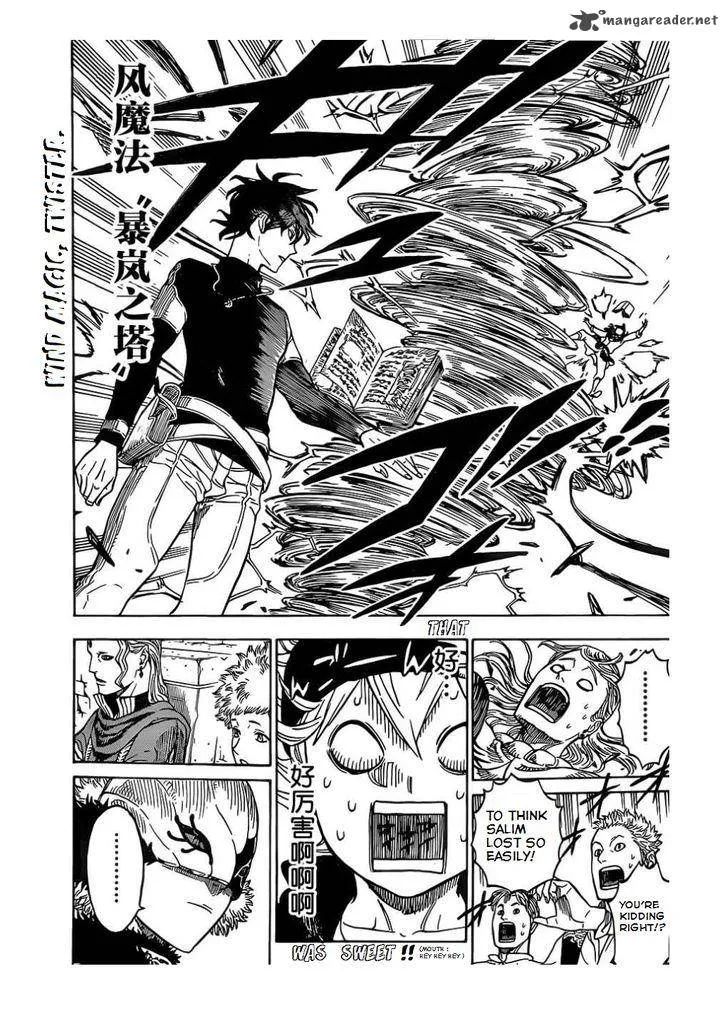 mangareader.net
风魔法
“暴岚之塔”
WIND MAGIC, TWISTER.
THAT
好...
好厉害啊啊啊
WAS SWEET!!
(MOUTH :
REY REY REY)
..........
TO THINK
SALIM
LOST SO
EASILY!
YOU'RE
KIDDING
RIGHT!?
..........